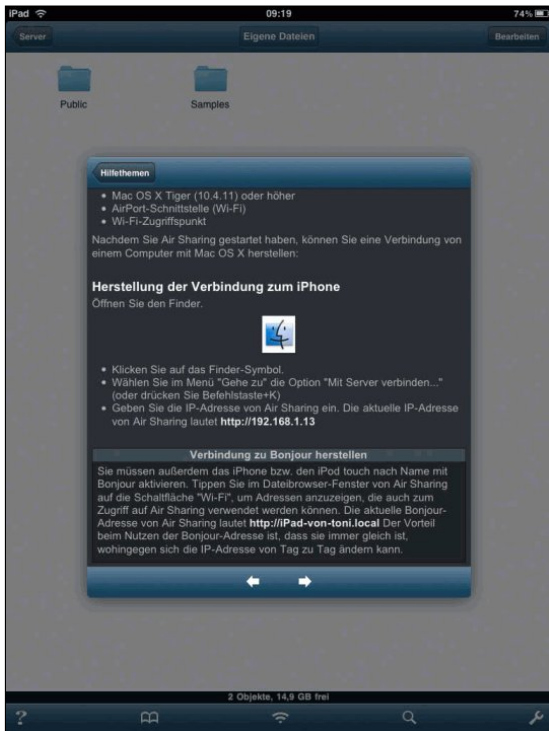 iPad 09:19 74%
Server Eigene Dateien Bearbeiten
Public Samples
Hilfethemen
• Mac OS X Tiger (10.4.11) oder höher
• AirPort-Schnittstelle (Wi-Fi)
• Wi-Fi-Zugriffspunkt
Nachdem Sie Air Sharing gestartet haben, können Sie eine Verbindung von
einem Computer mit Mac OS X herstellen:
Herstellung der Verbindung zum iPhone
Öffnen Sie den Finder.
• Klicken Sie auf das Finder-Symbol.
• Wählen Sie im Menü "Gehe zu" die Option "Mit Server verbinden..."
(oder drücken Sie Befehlstaste+K)
• Geben Sie die IP-Adresse von Air Sharing ein. Die aktuelle IP-Adresse
von Air Sharing lautet http://192.168.1.13
Verbindung zu Bonjour herstellen
Sie müssen außerdem das iPhone bzw. den iPod touch nach Name mit
Bonjour aktivieren. Tippen Sie im Dateibrowser-Fenster von Air Sharing
auf die Schaltfläche "Wi-Fi", um Adressen anzuzeigen, die auch zum
Zugriff auf Air Sharing verwendet werden können. Die aktuelle Bonjour-
Adresse von Air Sharing lautet http://iPad-von-toni.local Der Vorteil
beim Nutzen der Bonjour-Adresse ist, dass sie immer gleich ist,
wohingegen sich die IP-Adresse von Tag zu Tag ändern kann.
2 Objekte, 14,9 GB frei
?